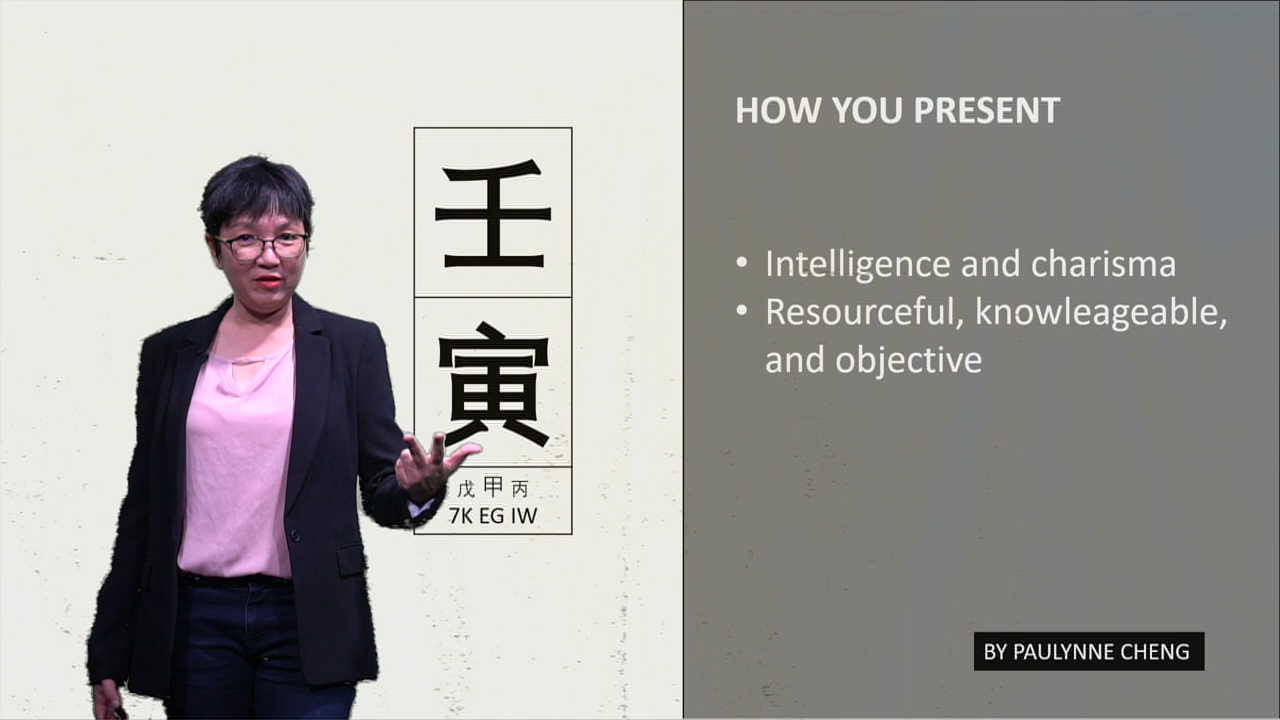 壬
寅
戊 甲 丙
7K EG IW
HOW YOU PRESENT
• Intelligence and charisma
• Resourceful, knowleageable,
and objective
BY PAULYNNE CHENG